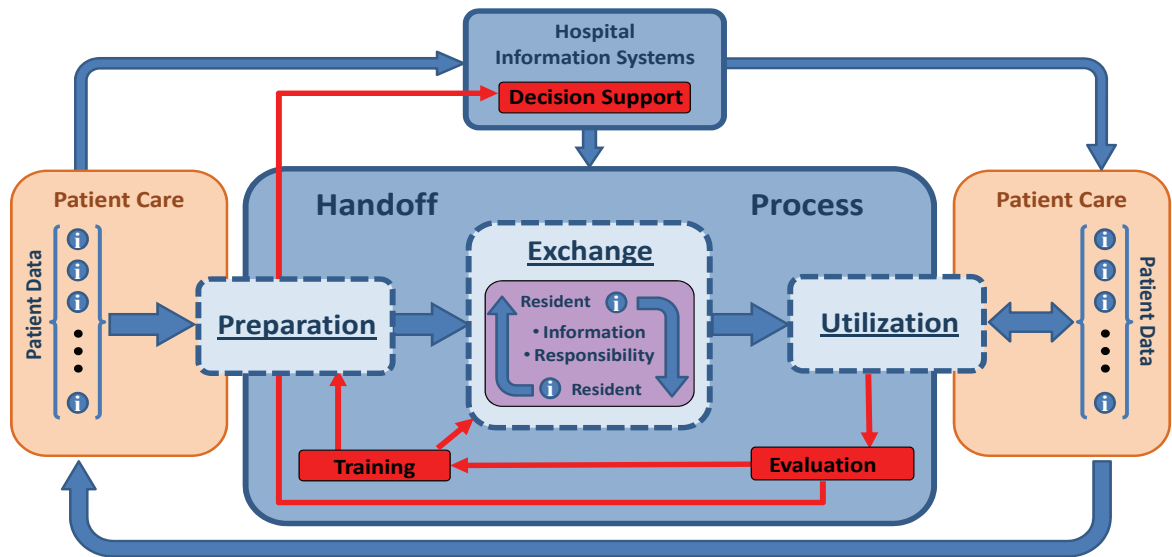 Hospital
Information Systems
Decision Support
Patient Care
Patient Data
i
i
i
i
Handoff
Process
Preparation
Exchange
Resident i
• Information
• Responsibility
i Resident
Utilization
Training
Evaluation
Patient Care
i
i
i
i
Patient Data